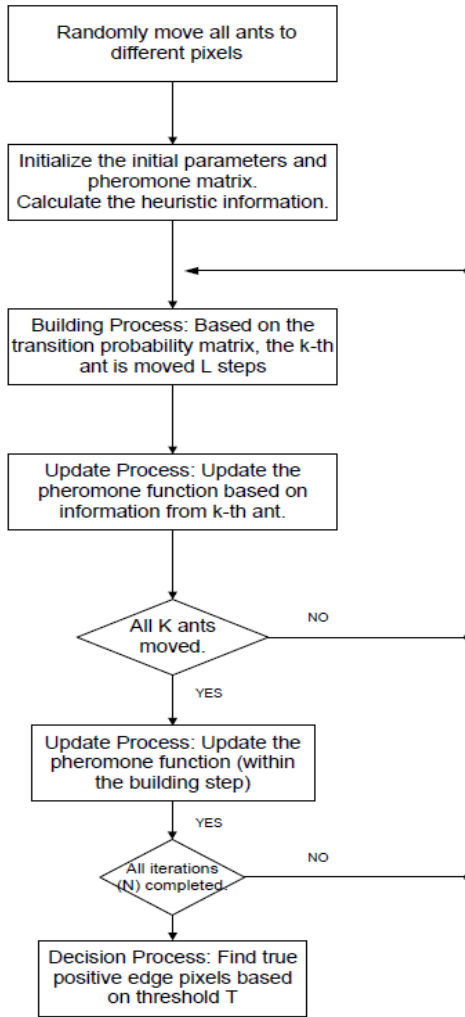 Randomly move all ants to
different pixels
Initialize the initial parameters and
pheromone matrix.
Calculate the heuristic information.
Building Process: Based on the
transition probability matrix, the k-th
ant is moved L steps
Update Process: Update the
pheromone function based on
information from k-th ant.
All K ants
moved.
NO
YES
Update Process: Update the
pheromone function (within
the building step)
YES
All iterations
(N) completed.
NO
Decision Process: Find true
positive edge pixels based
on threshold T